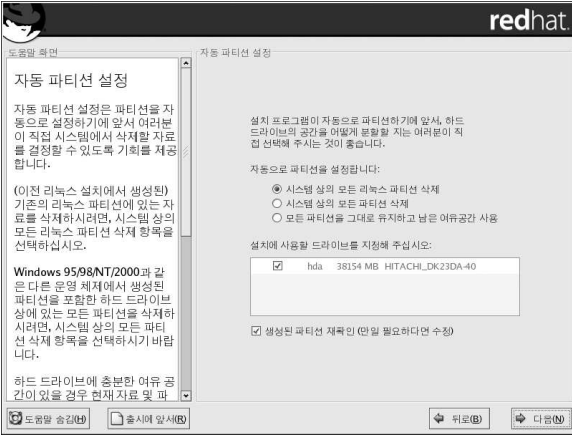 redhat.
도움말 화면
자동 파티션 설정
자동 파티션 설정은 파티션을 자
동으로 설정하기에 앞서 여러분
이 직접 시스템에서 삭제할 자료
를 결정할 수 있도록 기회를 제공
합니다.
(이전 리눅스 설치에서 생성된)
기존의 리눅스 파티션에 있는 자
료를 삭제하시려면, 시스템 상의
모든 리눅스 파티션 삭제 항목을
선택하십시오.
Windows 95/98/NT/2000과 같
은 다른 운영 체제에서 생성된
파티션을 포함한 하드 드라이브
상에 있는 모든 파티션을 삭제하
시려면, 시스템 상의 모든 파티
션 삭제 항목을 선택하시기 바랍
니다.
하드 드라이브에 충분한 여유 공
간이 있을 경우 현재 자료 및 파
자동 파티션 설정
설치 프로그램이 자동으로 파티션하기에 앞서, 하드
드라이브의 공간을 어떻게 분할할 지는 여러분이 직
접 선택해 주시는 것이 좋습니다.
자동으로 파티션을 설정합니다:
시스템 상의 모든 리눅스 파티션 삭제
시스템 상의 모든 파티션 삭제
모든 파티션을 그대로 유지하고 남은 여유공간 사용
설치에 사용할 드라이브를 지정해 주십시오:
hda 38154 MB HITACHI_DK23DA-40
생성된 파티션 재확인 (만일 필요하다면 수정)
도움말 숨김(H)
출시에 앞서(R)
뒤로(B)
다음(N)